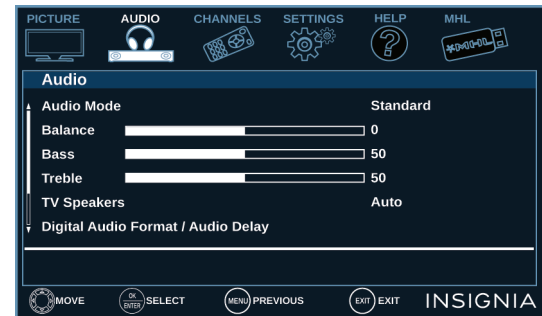 PICTURE AUDIO CHANNELS SETTINGS HELP MHL
MHL
Audio
Audio Mode Standard
Balance 0
Bass 50
Treble 50
TV Speakers Auto
Digital Audio Format / Audio Delay
OK ENTER MOVE SELECT MENU PREVIOUS EXIT EXIT INSIGNIA